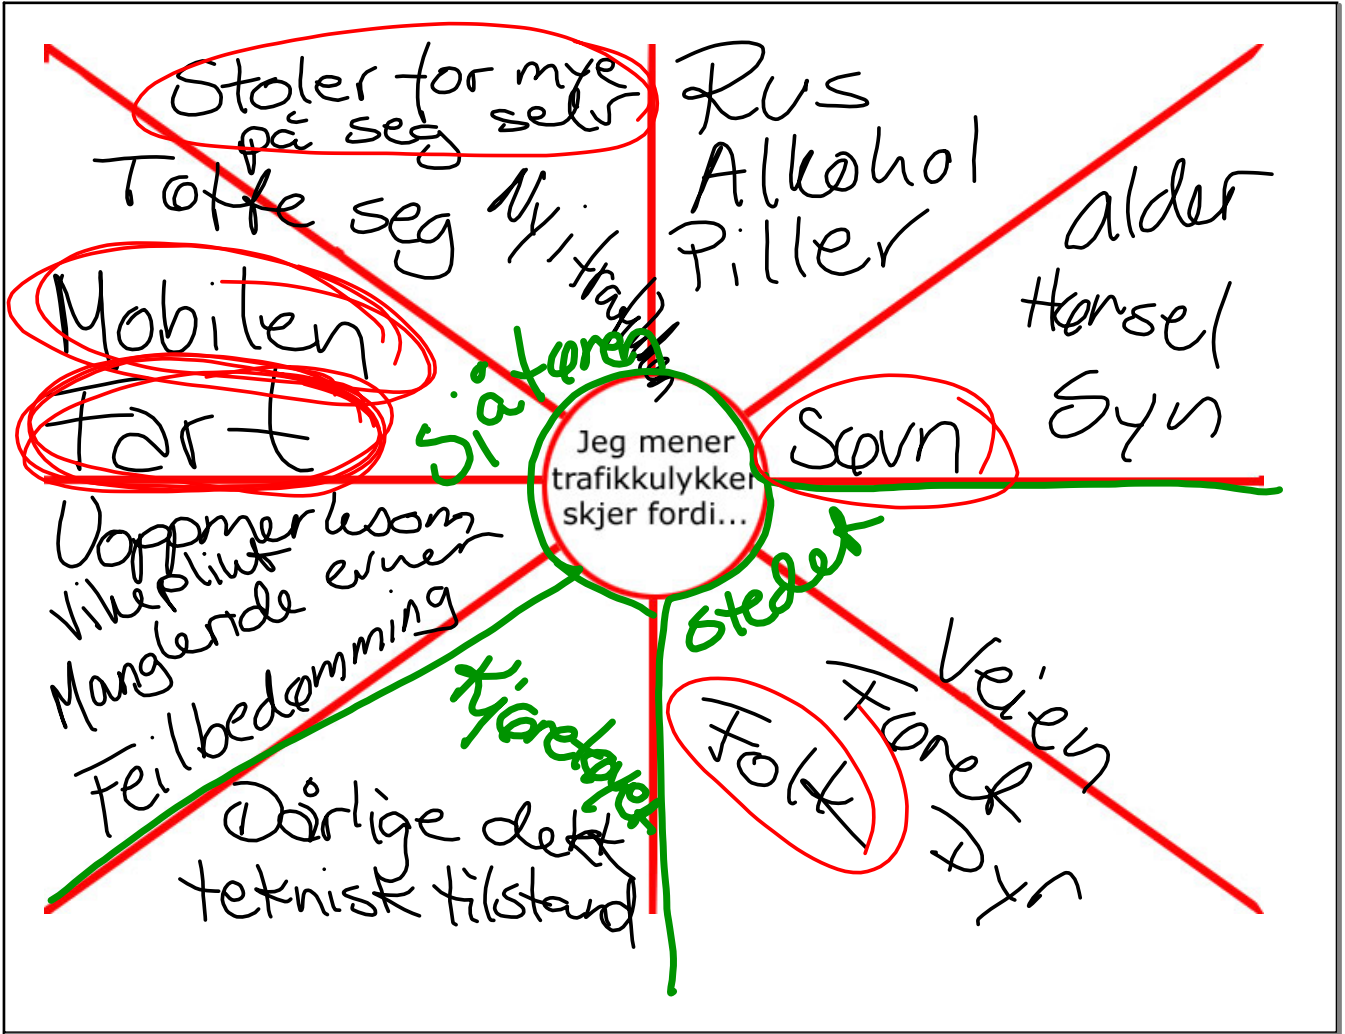 Stoler for mye
på seg selv
Tøffe seg
Ny i trafikken
Mobilen
Fart
Rus
Alkohol
Piller
alder
Hørsel
Syn
Søvn
Sjåføren
Jeg mener
trafikkulykker
skjer fordi...
Uoppmerksom
Vikeplikt
Manglende evner
Feilbedømming
Kjøretøyet
Dårlige dekk
teknisk tilstand
Stedet
Veien
Føret
Folk
Dyr